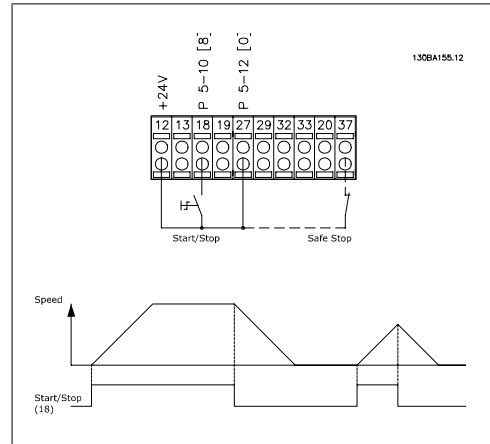 130BA155.12
+24V
P 5-10 [8]
P 5-12 [0]
12 13 18 19 27 29 32 33 20 37
Start/Stop
Safe Stop
Speed
Start/Stop
(18)